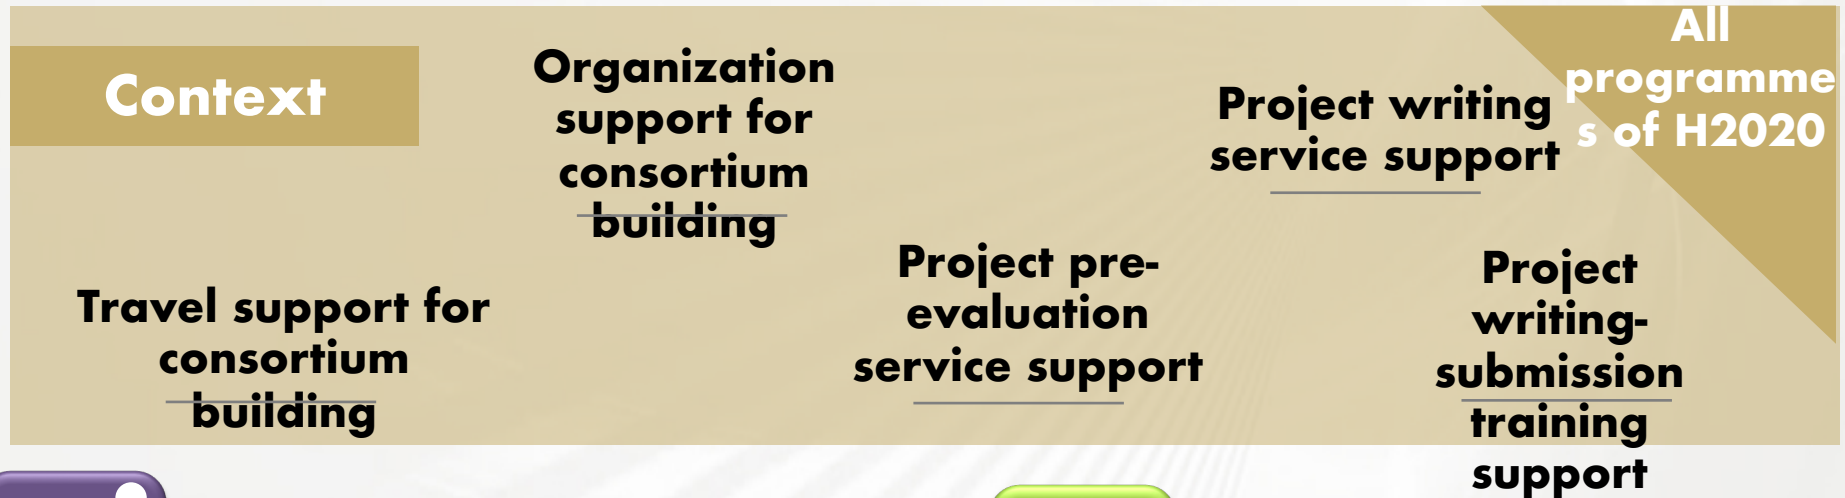 Context
Organization
support for
consortium
building
Project writing
service support
All
programme
s of H2020
Travel support for
consortium
building
Project pre-
evaluation
service support
Project
writing-
submission
training
support